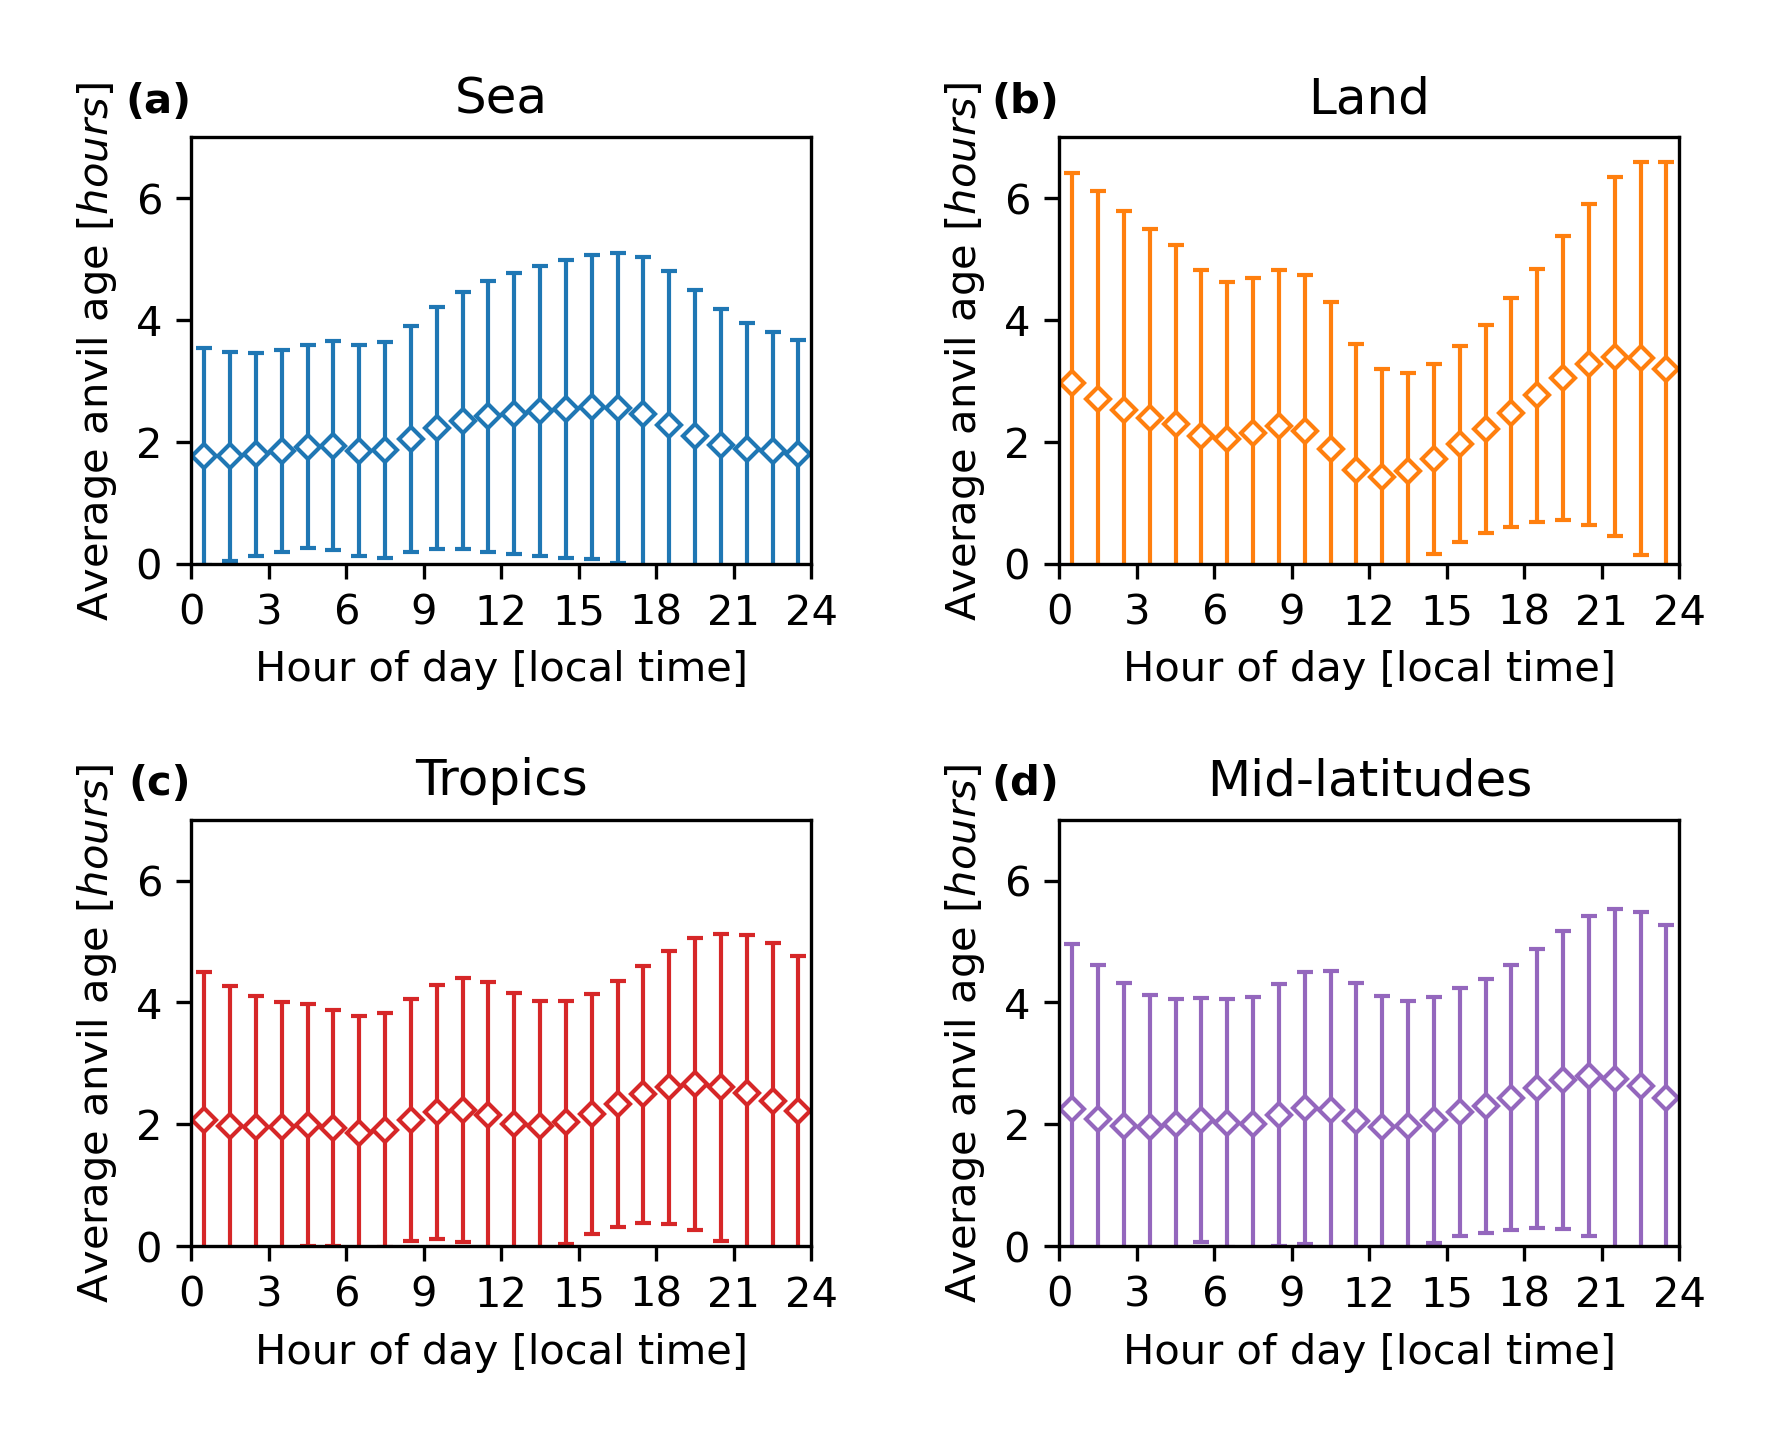 (a) Sea
Average anvil age [hours]
6
4
2
0
0 3 6 9 12 15 18 21 24
Hour of day [local time]
(b) Land
Average anvil age [hours]
6
4
2
0
0 3 6 9 12 15 18 21 24
Hour of day [local time]
(c) Tropics
Average anvil age [hours]
6
4
2
0
0 3 6 9 12 15 18 21 24
Hour of day [local time]
(d) Mid-latitudes
Average anvil age [hours]
6
4
2
0
0 3 6 9 12 15 18 21 24
Hour of day [local time]